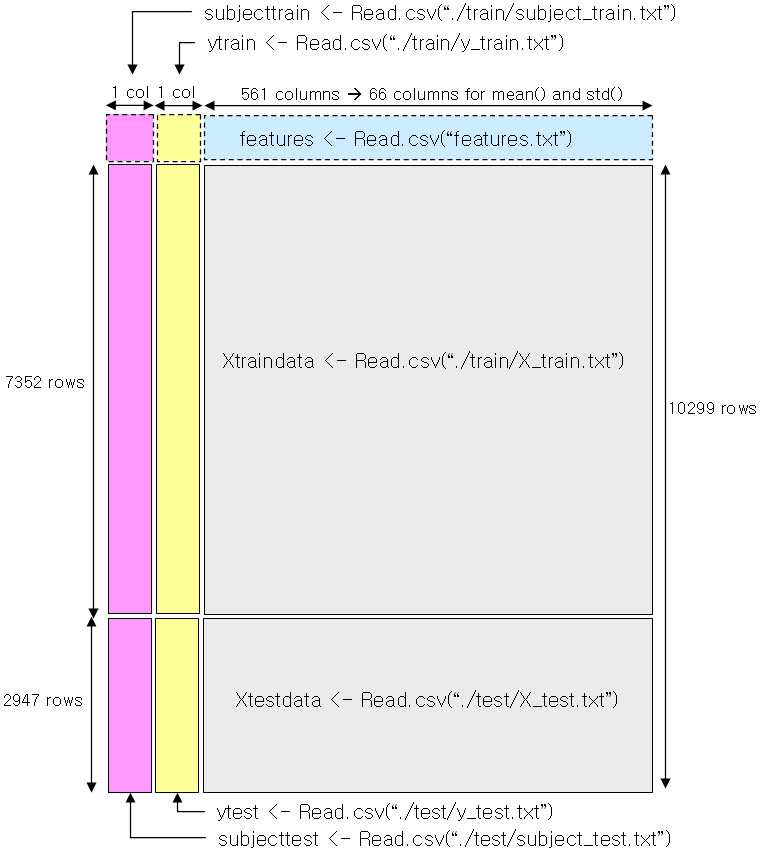 subjecttrain <- Read.csv(“./train/subject_train.txt”)
ytrain <- Read.csv(“./train/y_train.txt”)
1 col 1 col 561 columns → 66 columns for mean() and std()
features <- Read.csv(“features.txt”)
Xtraindata <- Read.csv(“./train/X_train.txt”)
7352 rows
10299 rows
2947 rows
Xtestdata <- Read.csv(“./test/X_test.txt”)
ytest <- Read.csv(“./test/y_test.txt”)
subjecttest <- Read.csv(“./test/subject_test.txt”)